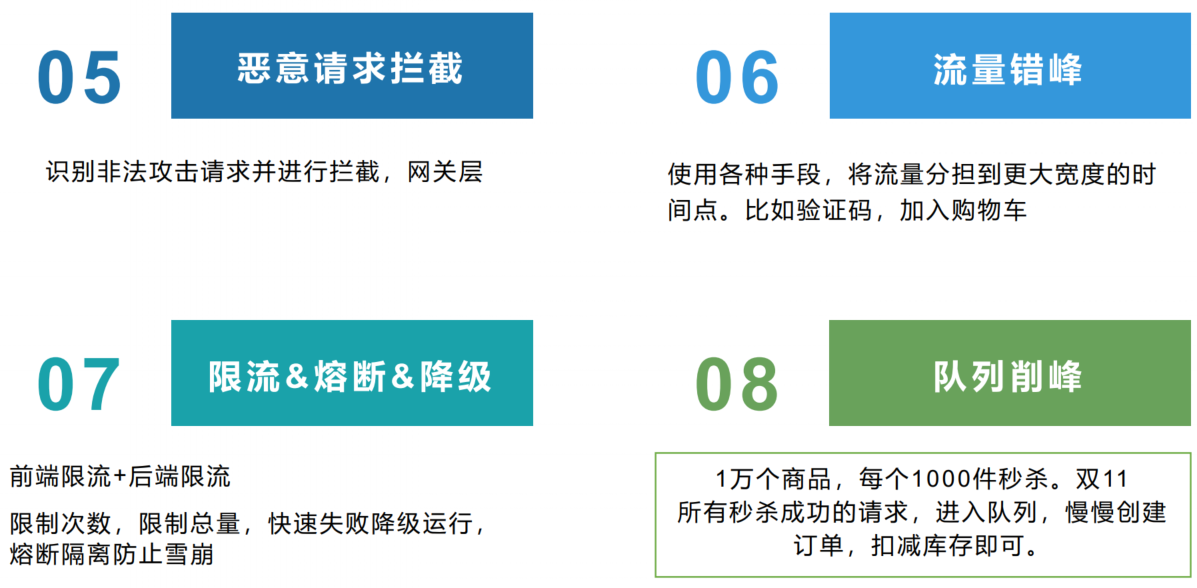 05
恶意请求拦截
识别非法攻击请求并进行拦截，网关层
06
流量错峰
使用各种手段，将流量分担到更大宽度的时
间点。比如验证码，加入购物车
07
限流&熔断&降级
前端限流+后端限流
限制次数，限制总量，快速失败降级运行，
熔断隔离防止雪崩
08
队列削峰
1万个商品，每个1000件秒杀。双11
所有秒杀成功的请求，进入队列，慢慢创建
订单，扣减库存即可。